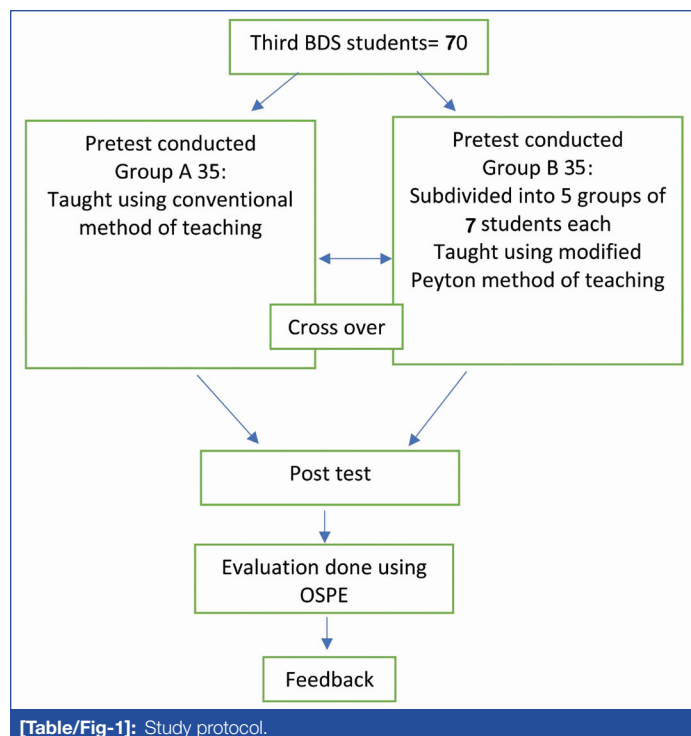 Third BDS students= 70
Pretest conducted
Group A 35:
Taught using conventional
method of teaching
Pretest conducted
Group B 35:
Subdivided into 5 groups of
7 students each
Taught using modified
Peyton method of teaching
Cross over
Post test
Evaluation done using
OSPE
Feedback
[Table/Fig-1]: Study protocol.